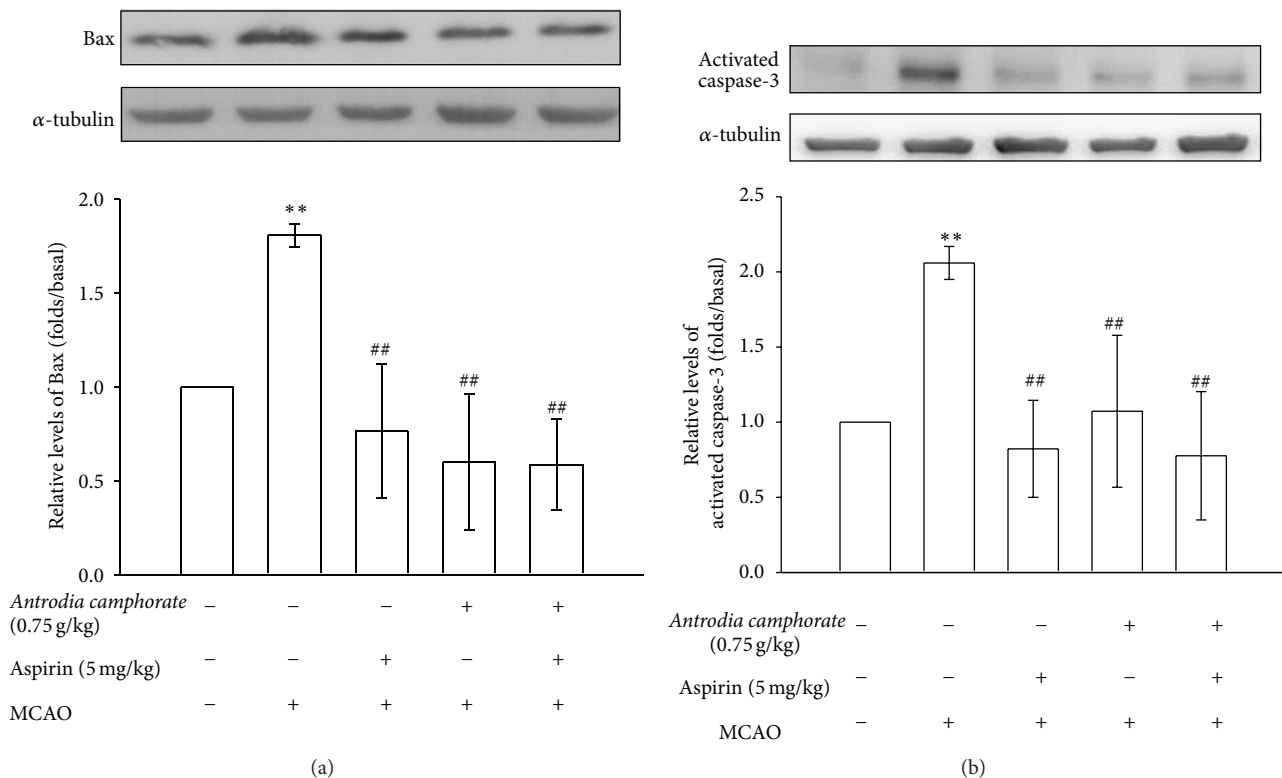 Bax
α-tubulin
2.0
1.5
1.0
0.5
0.0
Relative levels of Bax (folds/basal)
**
##
##
##
Antrodia camphorate
(0.75 g/kg)
− − − + +
Aspirin (5 mg/kg) − − + − +
MCAO − + + + +
(a)
Activated
caspase-3
α-tubulin
2.5
2.0
1.5
1.0
0.5
0.0
Relative levels of
activated caspase-3 (folds/basal)
**
##
##
##
Antrodia camphorate − − − + +
(0.75 g/kg)
Aspirin (5 mg/kg) − − + − +
MCAO − + + + +
(b)